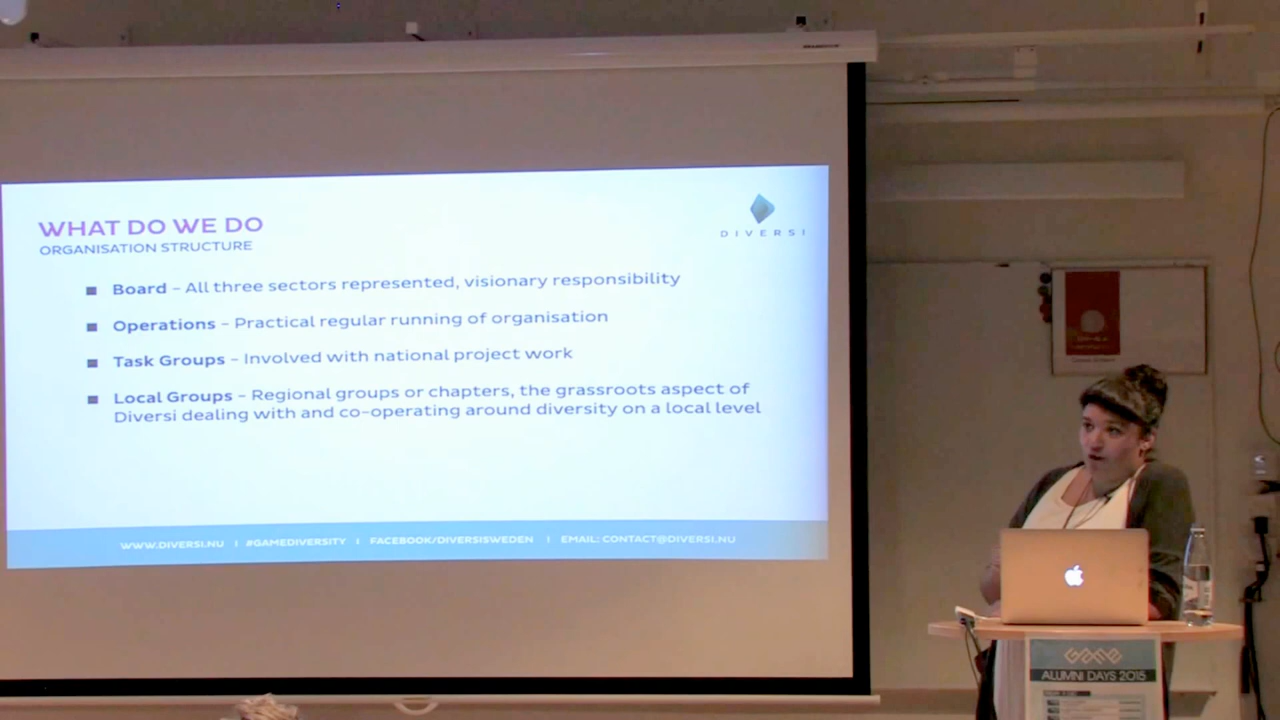 WHAT DO WE DO
ORGANISATION STRUCTURE
DIVERSI
■ Board – All three sectors represented, visionary responsibility
■ Operations – Practical regular running of organisation
■ Task Groups – Involved with national project work
■ Local Groups – Regional groups or chapters, the grassroots aspect of
Diversi dealing with and co-operating around diversity on a local level
WWW.DIVERSI.NU | #GAMEDIVERSITY | FACEBOOK/DIVERSISWEDEN | EMAIL: CONTACT@DIVERSI.NU
GAME
ALUMNI DAYS 2015